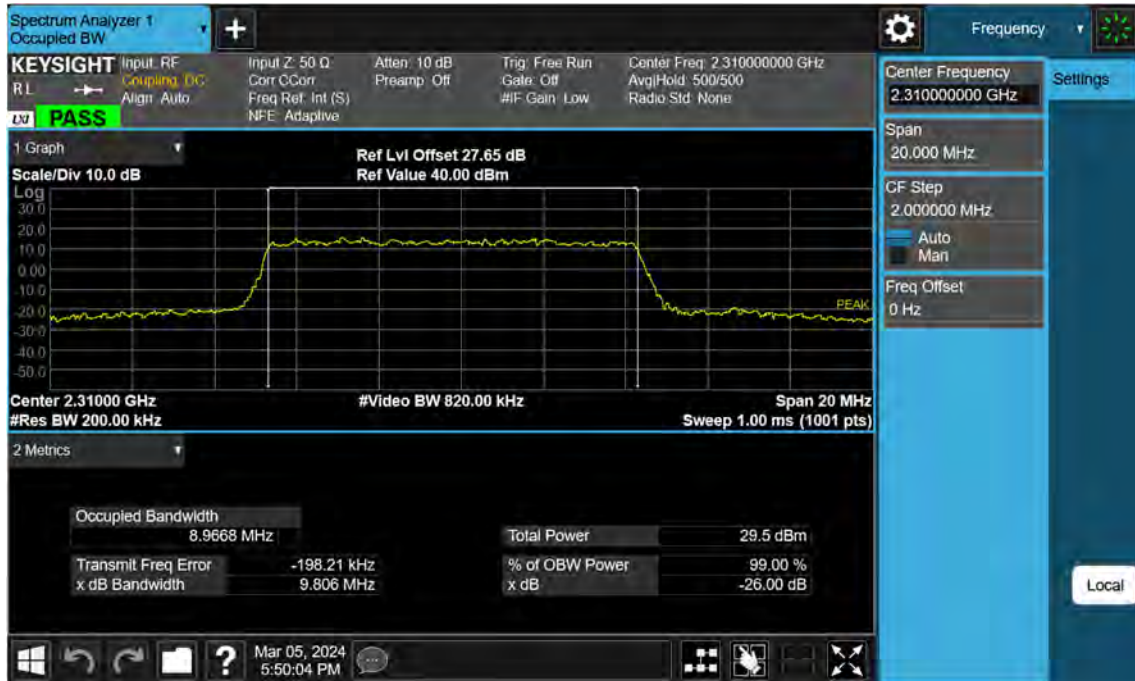 Spectrum Analyzer 1
Occupied BW
+
Frequency
KEYSIGHT
RL
LXI
PASS
Input: RF
Coupling: DC
Align: Auto
Input Z: 50 Ω
Corr CCorr
Freq Ref: Int (S)
NFE: Adaptive
Atten: 10 dB
Preamp: Off
Trig: Free Run
Gate: Off
#IF Gain: Low
Center Freq: 2.310000000 GHz
Avg|Hold: 500/500
Radio Std: None
Center Frequency
2.310000000 GHz
Settings
Span
20.000 MHz
CF Step
2.000000 MHz
Auto
Man
Freq Offset
0 Hz
1 Graph
Scale/Div 10.0 dB
Ref Lvl Offset 27.65 dB
Ref Value 40.00 dBm
Log
30.0
20.0
10.0
0.00
-10.0
-20.0
-30.0
-40.0
-50.0
PEAK
Center 2.31000 GHz
#Video BW 820.00 kHz
Span 20 MHz
#Res BW 200.00 kHz
Sweep 1.00 ms (1001 pts)
2 Metrics
Occupied Bandwidth
8.9668 MHz
Total Power 29.5 dBm
Transmit Freq Error -198.21 kHz
% of OBW Power 99.00 %
x dB Bandwidth 9.806 MHz
x dB -26.00 dB
Local
?
Mar 05, 2024
5:50:04 PM